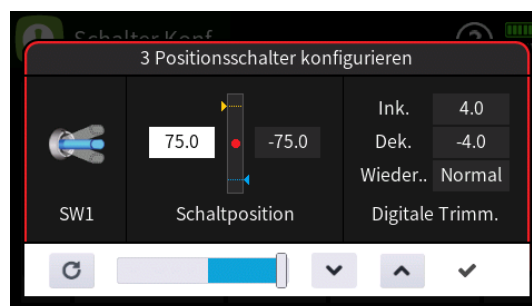 Schalter Konf
3 Positionsschalter konfigurieren
Ink. 4.0
75.0 -75.0 Dek. -4.0
Wieder.. Normal
SW1 Schaltposition Digitale Trimm.